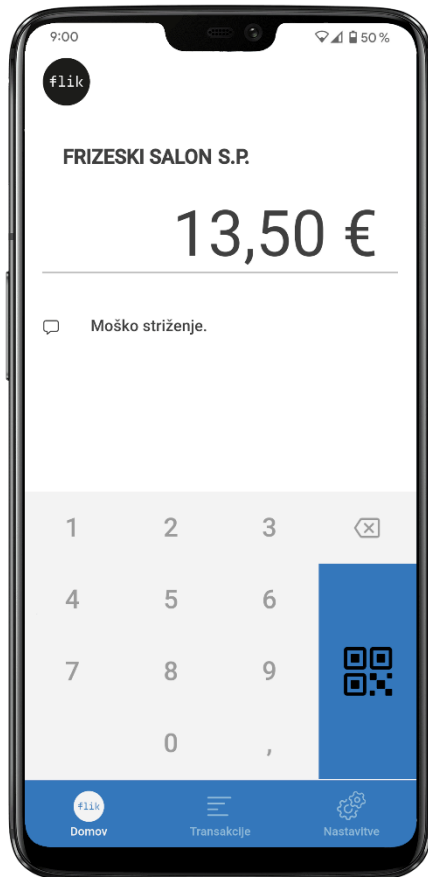 9:00
50 %
flik
FRIZESKI SALON S.P.
13,50 €
Moško striženje.
1 2 3
4 5 6
7 8 9
0 ,
flik
Domov Transakcije Nastavitve